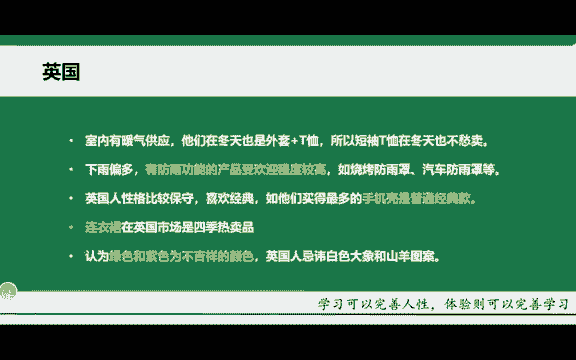 英国
• 室内有暖气供应，他们在冬天也是外套+T恤，所以短袖T恤在冬天也不愁卖。
• 下雨偏多，有防雨功能的产品受欢迎程度较高，如烧烤防雨罩、汽车防雨罩等。
• 英国人性格比较保守，喜欢经典，如他们买得最多的手机壳是普通经典款。
• 连衣裙在英国市场是四季热卖品
• 认为绿色和紫色为不吉祥的颜色，英国人忌讳白色大象和山羊图案。
学习可以完善人性，体验则可以完善学习